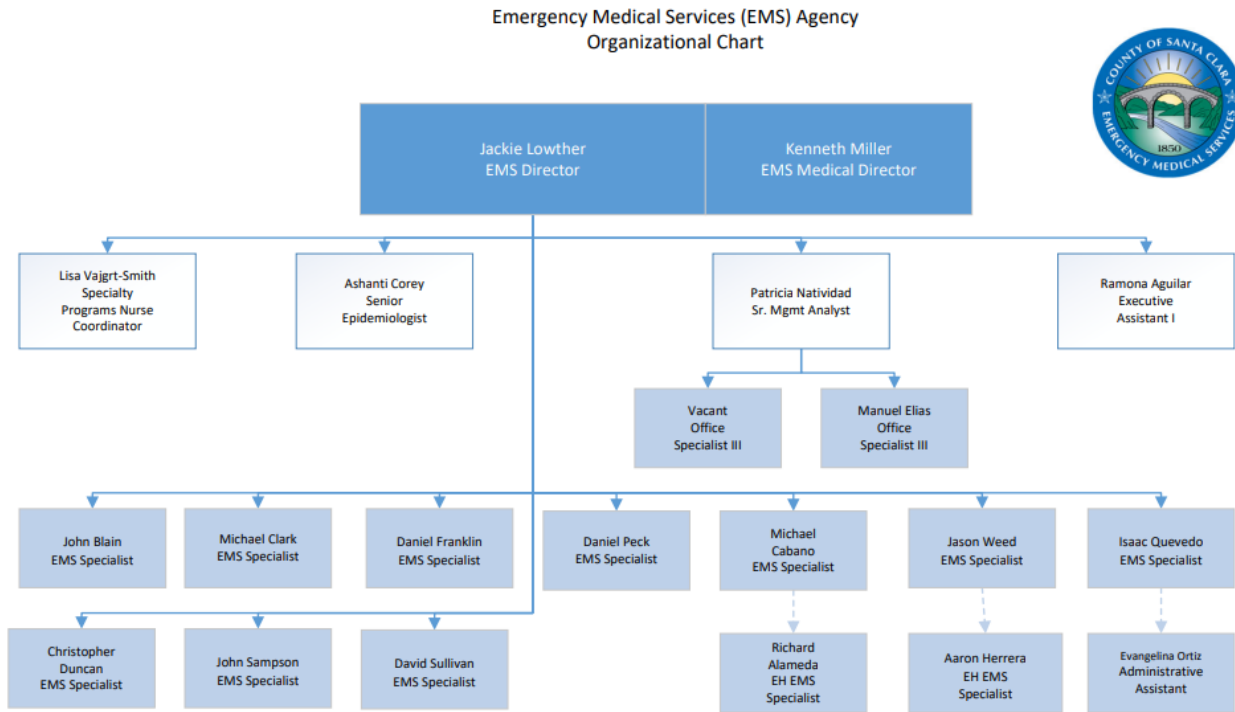 Emergency Medical Services (EMS) Agency
Organizational Chart
COUNTY OF SANTA CLARA
1850
EMERGENCY MEDICAL SERVICES
Jackie Lowther
EMS Director
Kenneth Miller
EMS Medical Director
Lisa Vajgrt-Smith
Specialty
Programs Nurse
Coordinator
Ashanti Corey
Senior
Epidemiologist
Patricia Natividad
Sr. Mgmt Analyst
Ramona Aguilar
Executive
Assistant I
Vacant
Office
Specialist III
Manuel Elias
Office
Specialist III
John Blain
EMS Specialist
Michael Clark
EMS Specialist
Daniel Franklin
EMS Specialist
Daniel Peck
EMS Specialist
Michael
Cabano
EMS Specialist
Jason Weed
EMS Specialist
Isaac Quevedo
EMS Specialist
Christopher
Duncan
EMS Specialist
John Sampson
EMS Specialist
David Sullivan
EMS Specialist
Richard
Alameda
EH EMS
Specialist
Aaron Herrera
EH EMS
Specialist
Evangelina Ortiz
Administrative
Assistant